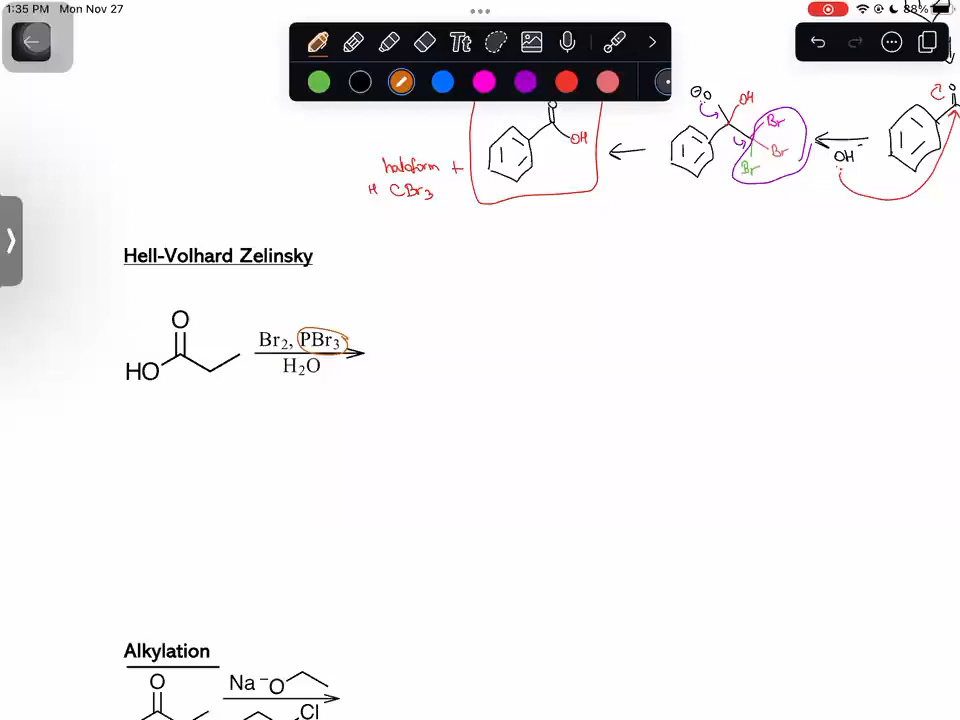 1:35 PM Mon Nov 27
88%
Tt
O
OH
haloform +
H CBr3
⊖:O
OH
Br
Br
Br
OH-
O
Hell-Volhard Zelinsky
O
HO
Br2, PBr3
H2O
Alkylation
O
Na -O
Cl